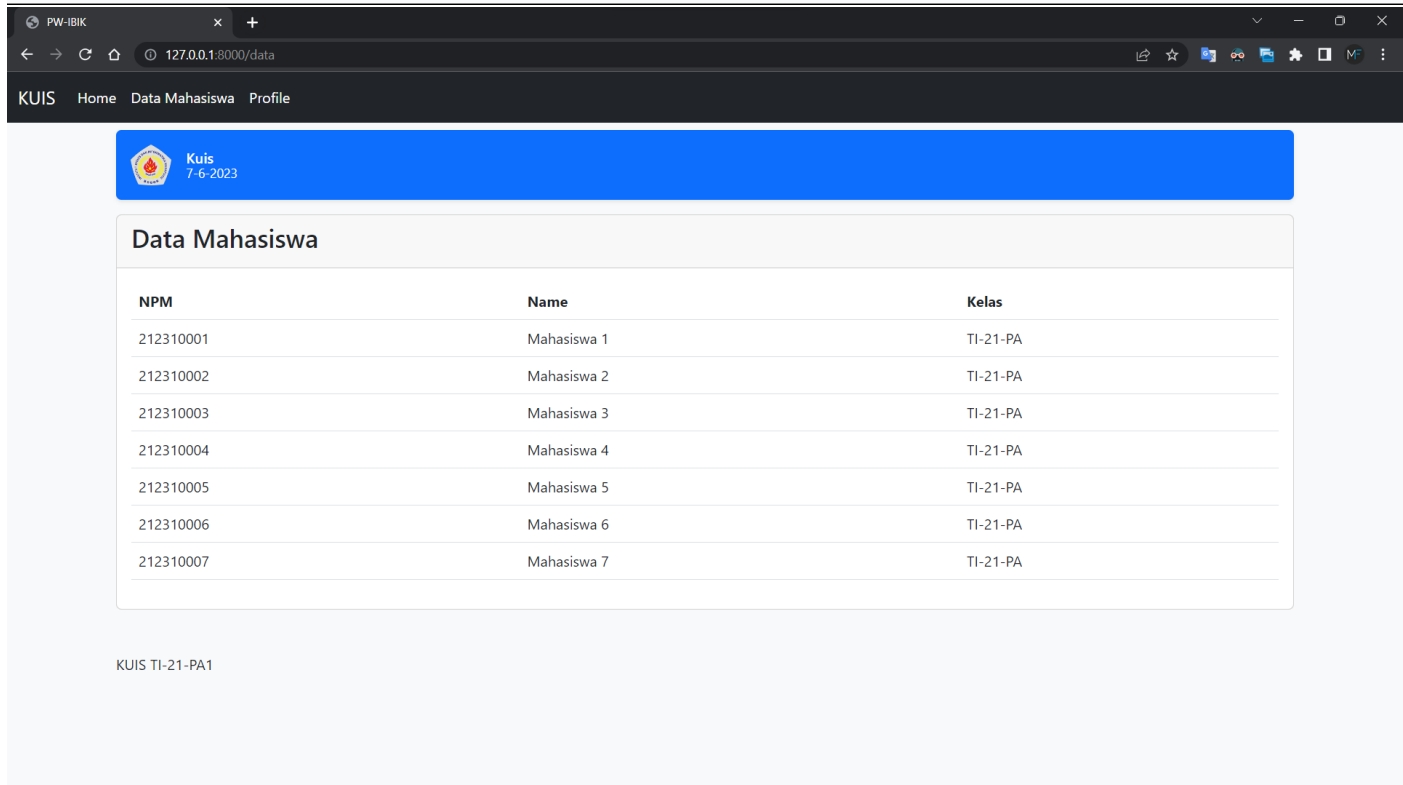 PW-IBIK
127.0.0.1:8000/data
MF
KUIS Home Data Mahasiswa Profile
Kuis
7-6-2023
Data Mahasiswa
NPM Name Kelas
212310001 Mahasiswa 1 TI-21-PA
212310002 Mahasiswa 2 TI-21-PA
212310003 Mahasiswa 3 TI-21-PA
212310004 Mahasiswa 4 TI-21-PA
212310005 Mahasiswa 5 TI-21-PA
212310006 Mahasiswa 6 TI-21-PA
212310007 Mahasiswa 7 TI-21-PA
KUIS TI-21-PA1